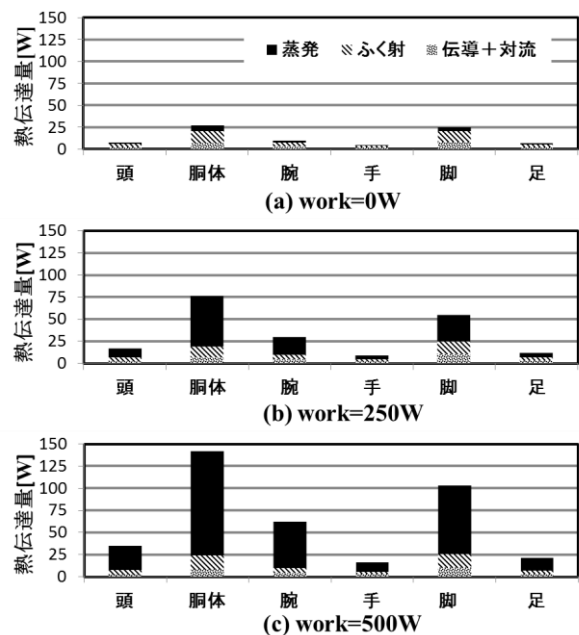 150
125
100
75
50
25
0
熱伝達量[W]
蒸発 ふく射 伝導+対流
頭 胴体 腕 手 脚 足
(a) work=0W
150
125
100
75
50
25
0
熱伝達量[W]
頭 胴体 腕 手 脚 足
(b) work=250W
150
125
100
75
50
25
0
熱伝達量[W]
頭 胴体 腕 手 脚 足
(c) work=500W